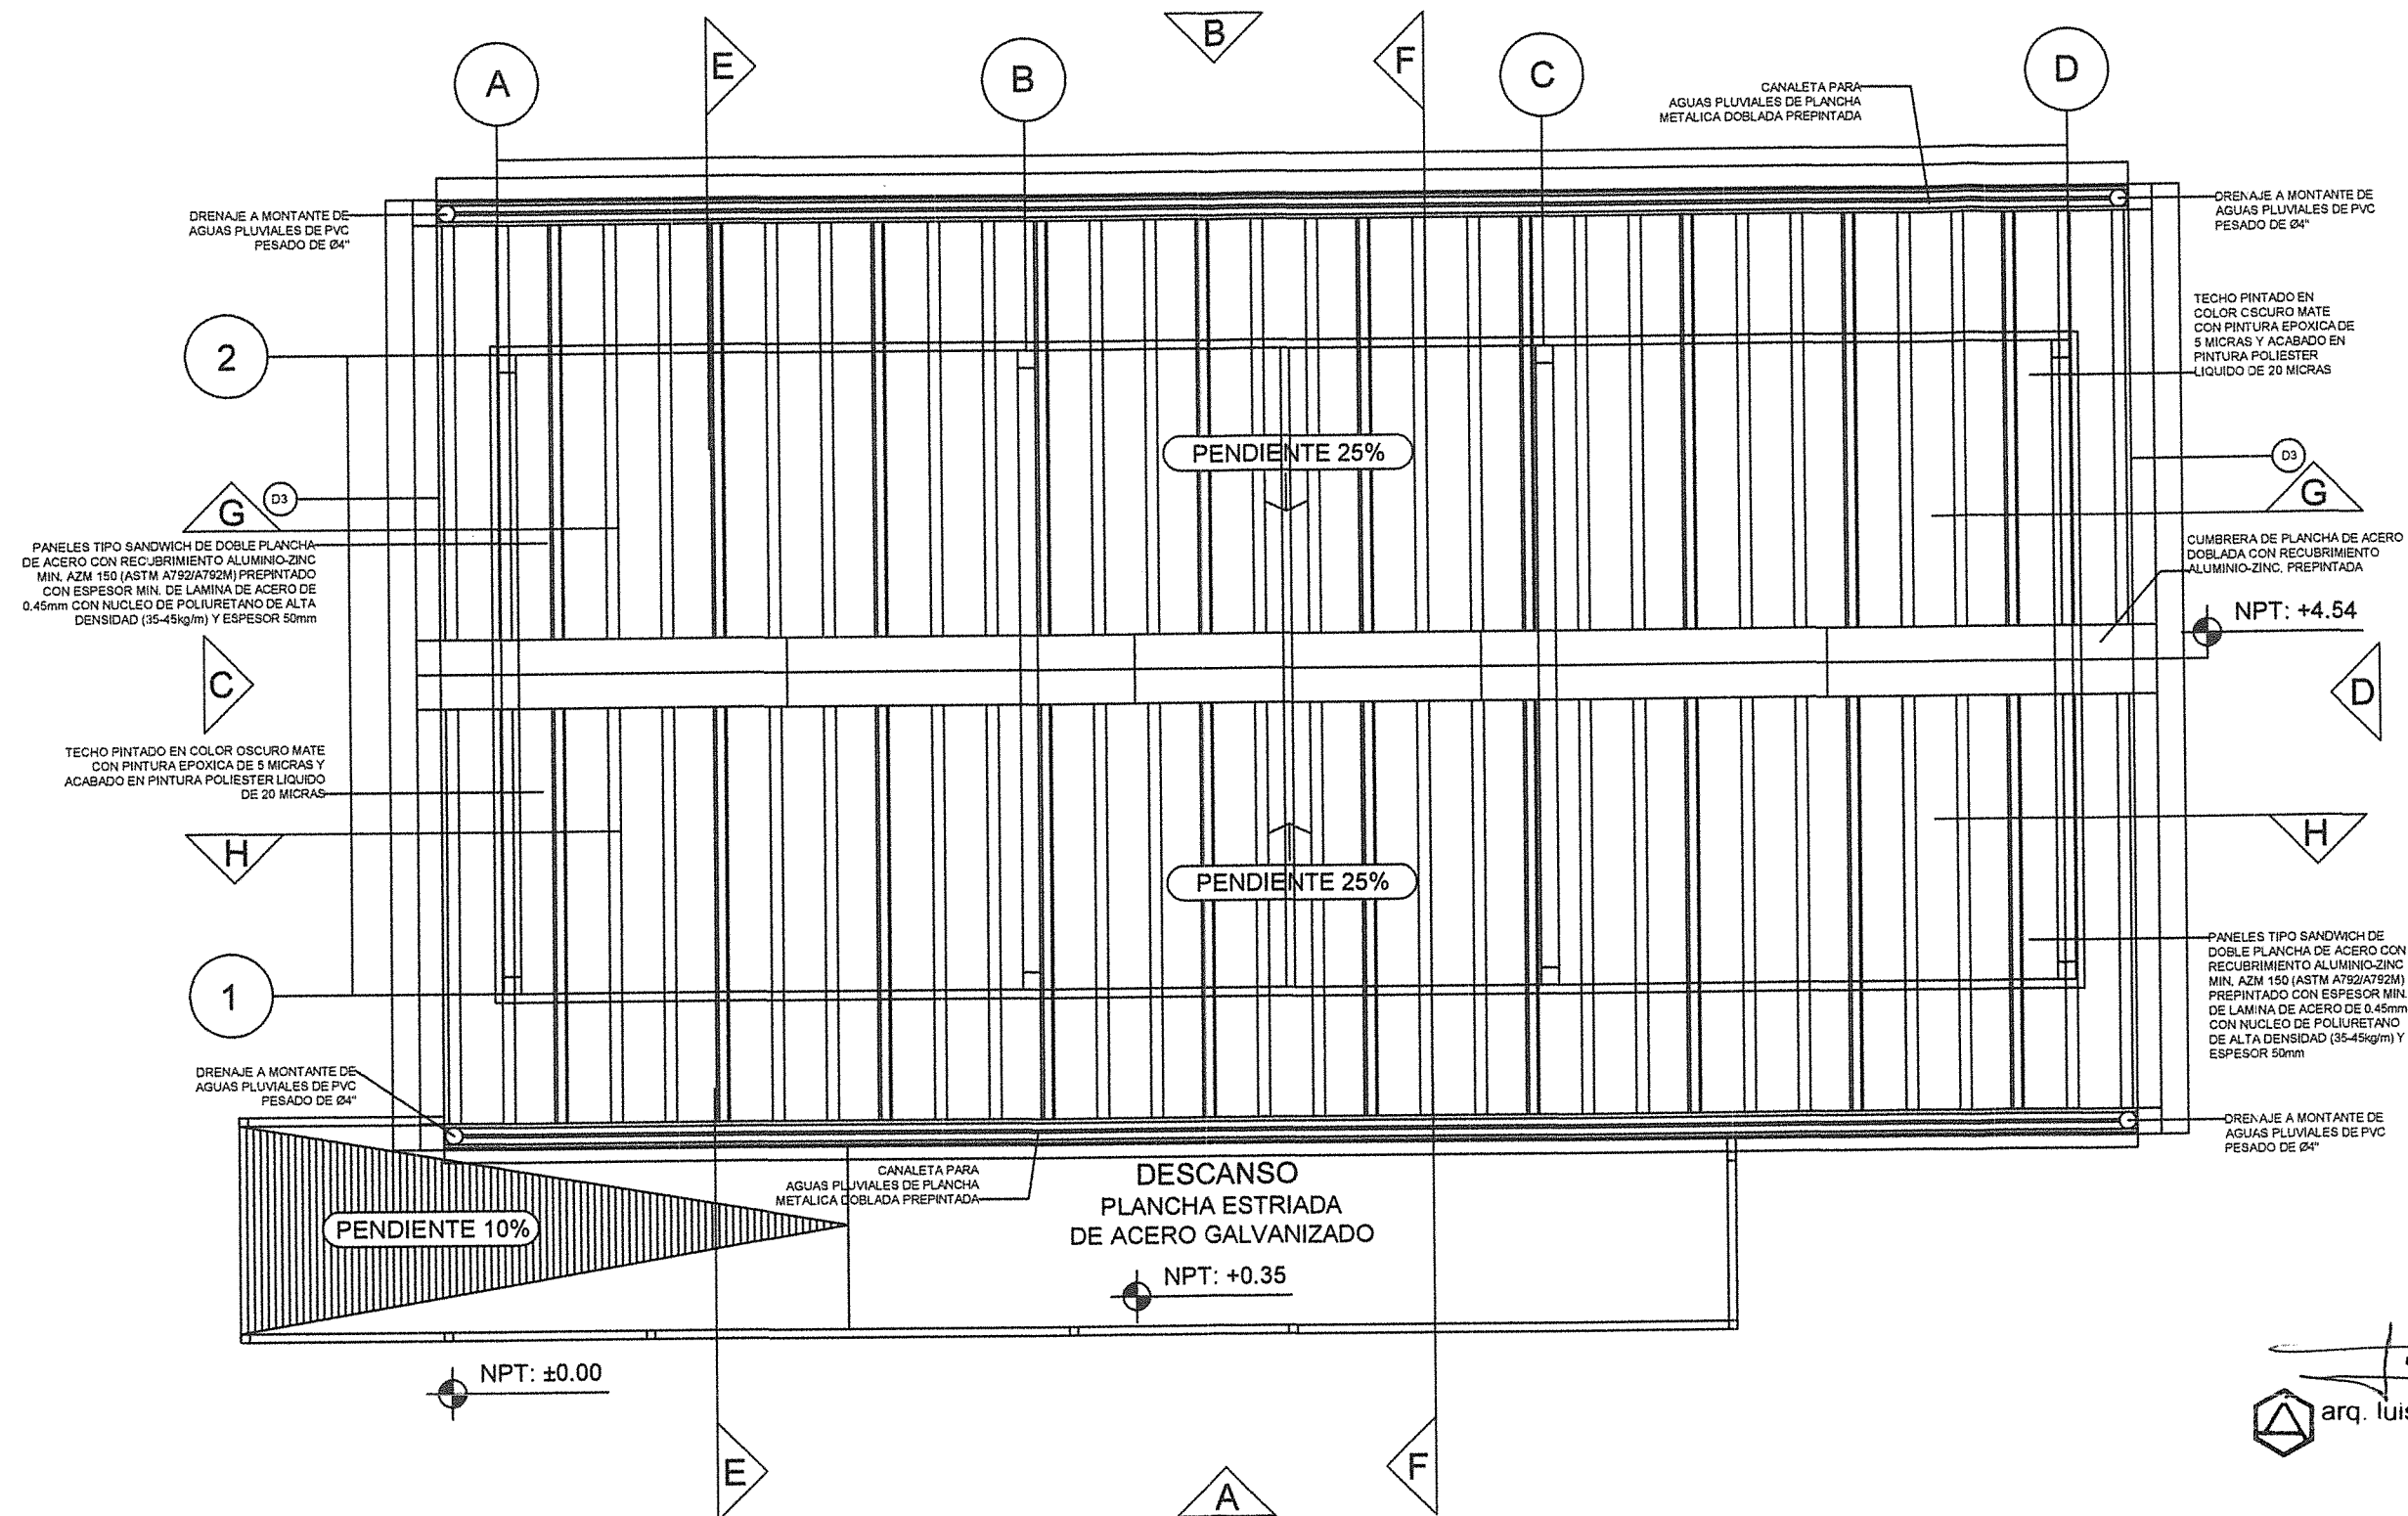 B
A
E
B
F
C
D
CANALETA PARA
AGUAS PLUVIALES DE PLANCHA
METALICA DOBLADA PREPINTADA
DRENAJE A MONTANTE DE
AGUAS PLUVIALES DE PVC
PESADO DE Ø4"
DRENAJE A MONTANTE DE
AGUAS PLUVIALES DE PVC
PESADO DE Ø4"
TECHO PINTADO EN
COLOR CSCURO MATE
CON PINTURA EPOXICA DE
5 MICRAS Y ACABADO EN
PINTURA POLIESTER
LIQUIDO DE 20 MICRAS
2
PENDIENTE 25%
D3
G
D3
G
PANELES TIPO SANDWICH DE DOBLE PLANCHA
DE ACERO CON RECUBRIMIENTO ALUMINIO-ZINC
MIN. AZM 150 (ASTM A792/A792M) PREPINTADO
CON ESPESOR MIN. DE LAMINA DE ACERO DE
0.45mm CON NUCLEO DE POLIURETANO DE ALTA
DENSIDAD (35-45kg/m) Y ESPESOR 50mm
CUMBRERA DE PLANCHA DE ACERO
DOBLADA CON RECUBRIMIENTO
ALUMINIO-ZINC, PREPINTADA
NPT: +4.54
C
D
TECHO PINTADO EN COLOR OSCURO MATE
CON PINTURA EPOXICA DE 5 MICRAS Y
ACABADO EN PINTURA POLIESTER LIQUIDO
DE 20 MICRAS
H
H
PENDIENTE 25%
PANELES TIPO SANDWICH DE
DOBLE PLANCHA DE ACERO CON
RECUBRIMIENTO ALUMINIO-ZINC
MIN. AZM 150 (ASTM A792/A792M)
PREPINTADO CON ESPESOR MIN.
DE LAMINA DE ACERO DE 0.45mm
CON NUCLEO DE POLIURETANO
DE ALTA DENSIDAD (35-45kg/m) Y
ESPESOR 50mm
1
DRENAJE A MONTANTE DE
AGUAS PLUVIALES DE PVC
PESADO DE Ø4"
DRENAJE A MONTANTE DE
AGUAS PLUVIALES DE PVC
PESADO DE Ø4"
CANALETA PARA
AGUAS PLUVIALES DE PLANCHA
METALICA DOBLADA PREPINTADA
DESCANSO
PLANCHA ESTRIADA
DE ACERO GALVANIZADO
PENDIENTE 10%
NPT: +0.35
NPT: ±0.00
arq. luis
E
F
A